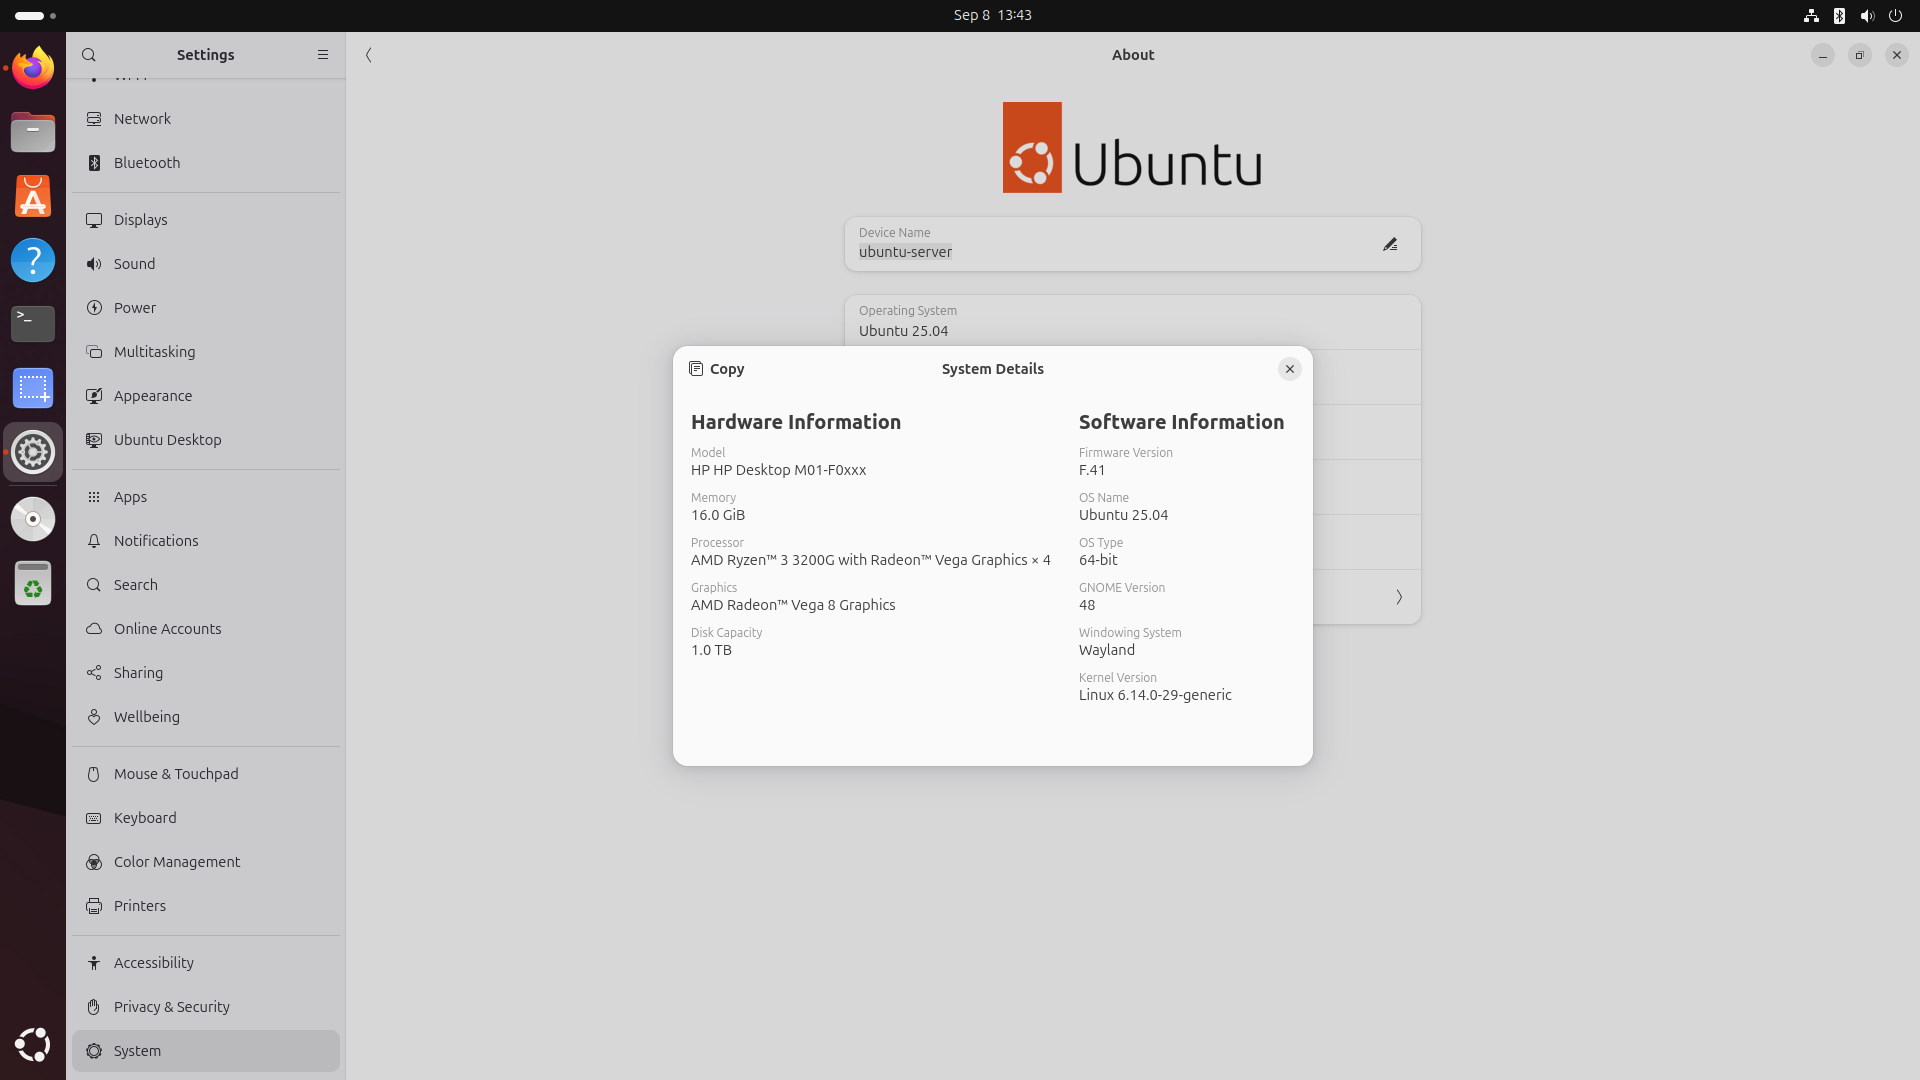 Sep 8 13:43
Settings
About
Network
Bluetooth
Displays
Sound
Power
Multitasking
Appearance
Ubuntu Desktop
Apps
Notifications
Search
Online Accounts
Sharing
Wellbeing
Mouse & Touchpad
Keyboard
Color Management
Printers
Accessibility
Privacy & Security
System
Ubuntu
Device Name
ubuntu-server
Operating System
Ubuntu 25.04
Copy
System Details
Hardware Information
Model
HP HP Desktop M01-F0xxx
Memory
16.0 GiB
Processor
AMD Ryzen™ 3 3200G with Radeon™ Vega Graphics × 4
Graphics
AMD Radeon™ Vega 8 Graphics
Disk Capacity
1.0 TB
Software Information
Firmware Version
F.41
OS Name
Ubuntu 25.04
OS Type
64-bit
GNOME Version
48
Windowing System
Wayland
Kernel Version
Linux 6.14.0-29-generic